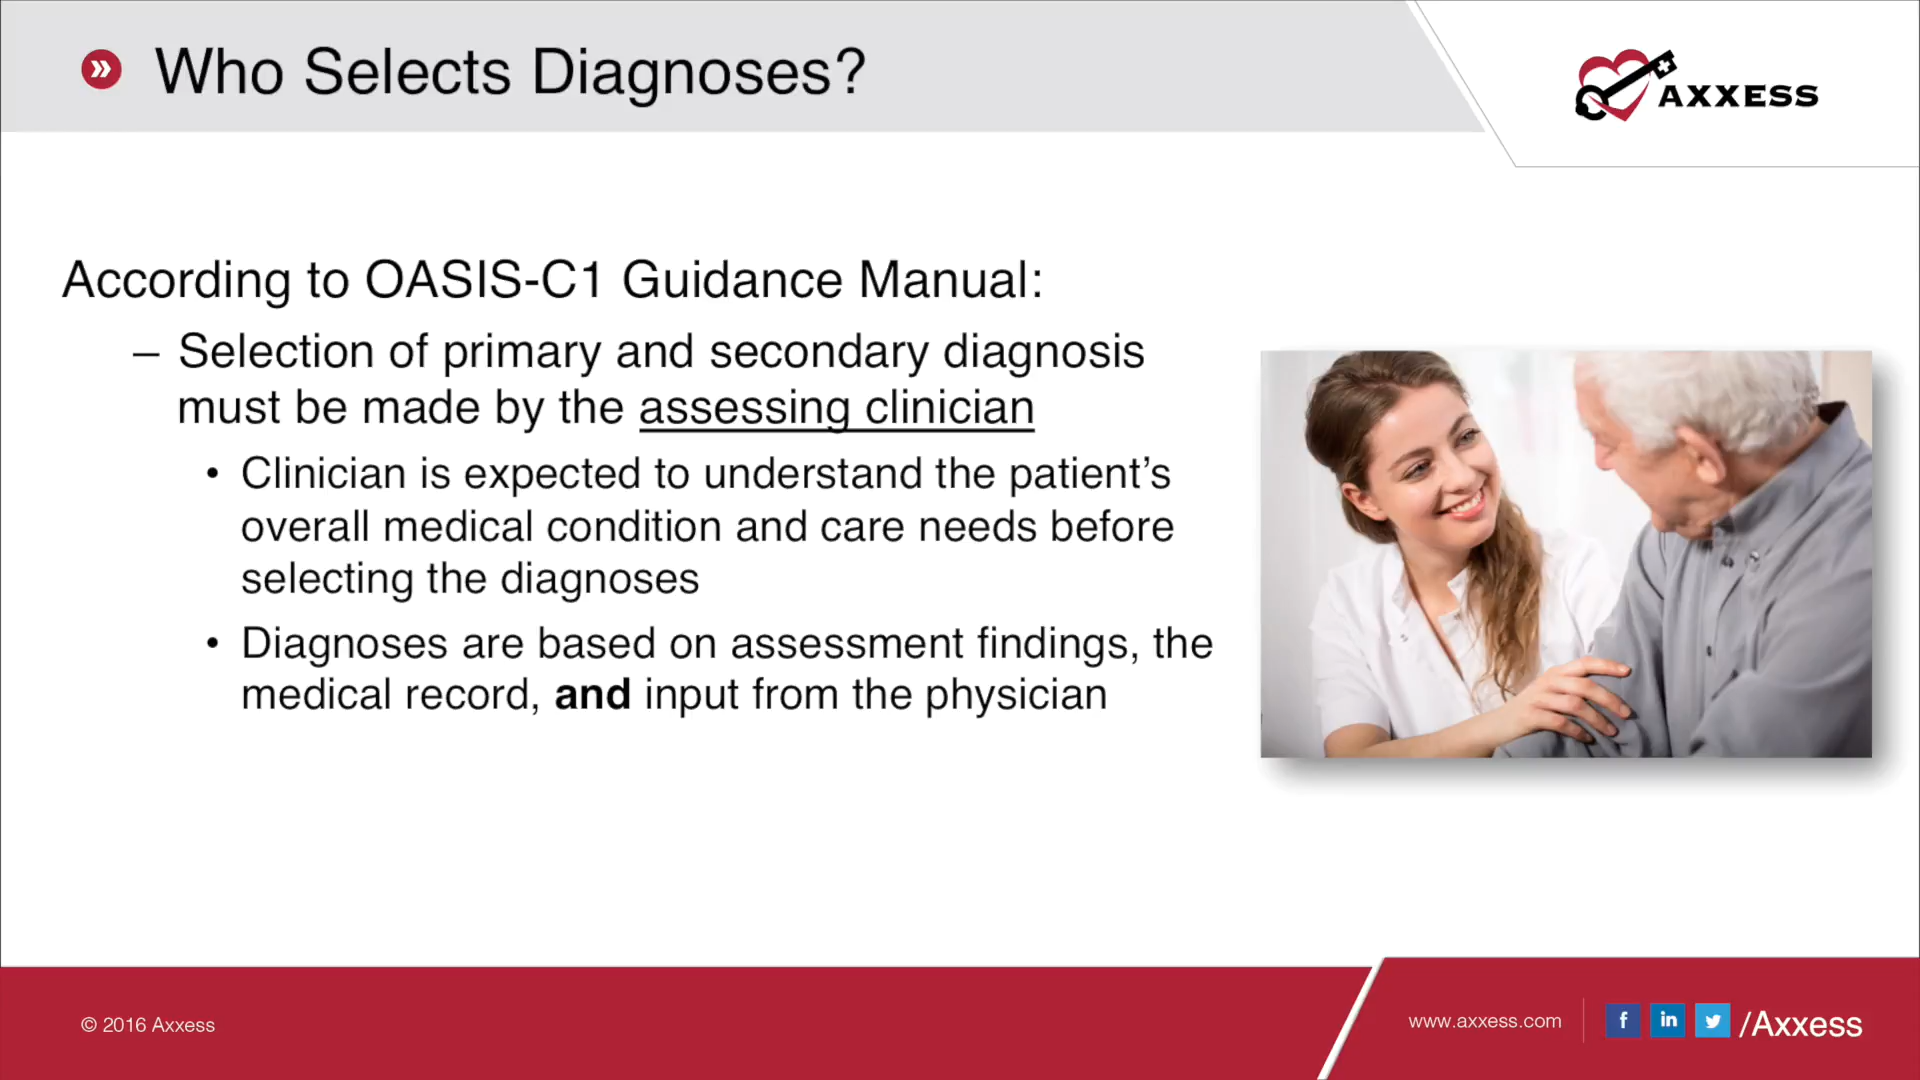 Who Selects Diagnoses?
AXXESS
According to OASIS-C1 Guidance Manual:
– Selection of primary and secondary diagnosis
must be made by the assessing clinician
• Clinician is expected to understand the patient’s
overall medical condition and care needs before
selecting the diagnoses
• Diagnoses are based on assessment findings, the
medical record, and input from the physician
© 2016 Axxess
www.axxess.com
/Axxess